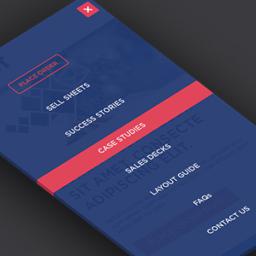 PLACE ORDER
SELL SHEETS
SUCCESS STORIES
CASE STUDIES
SALES DECKS
LAYOUT GUIDE
FAQs
CONTACT US
SIT AMET, CONSECTE
ADIPISCING ELIT.